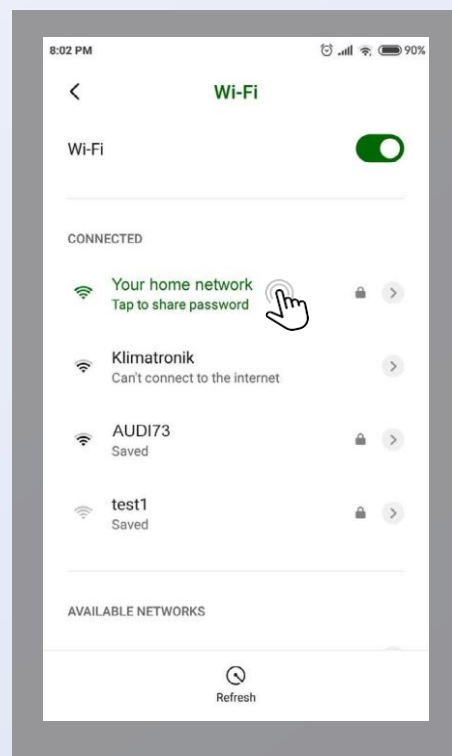 8:02 PM 90%
Wi-Fi
Wi-Fi
CONNECTED
Your home network
Tap to share password
Klimatronik
Can't connect to the internet
AUDI73
Saved
test1
Saved
AVAILABLE NETWORKS
Refresh